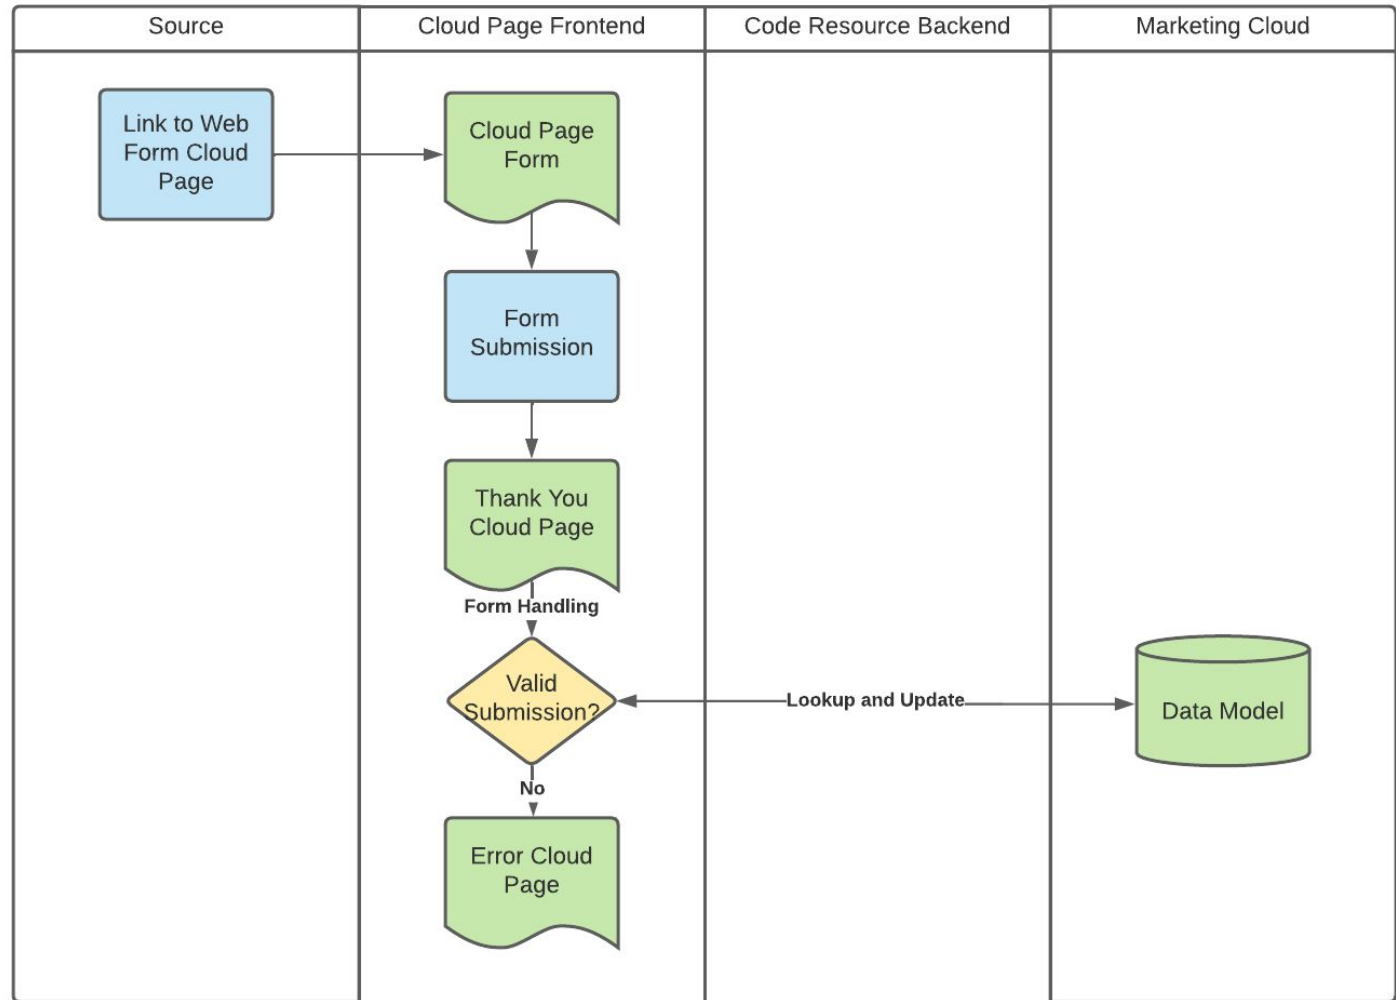 Source
Cloud Page Frontend
Code Resource Backend
Marketing Cloud
Link to Web
Form Cloud
Page
Cloud Page
Form
Form
Submission
Thank You
Cloud Page
Form Handling
Valid
Submission?
Lookup and Update
Data Model
No
Error Cloud
Page